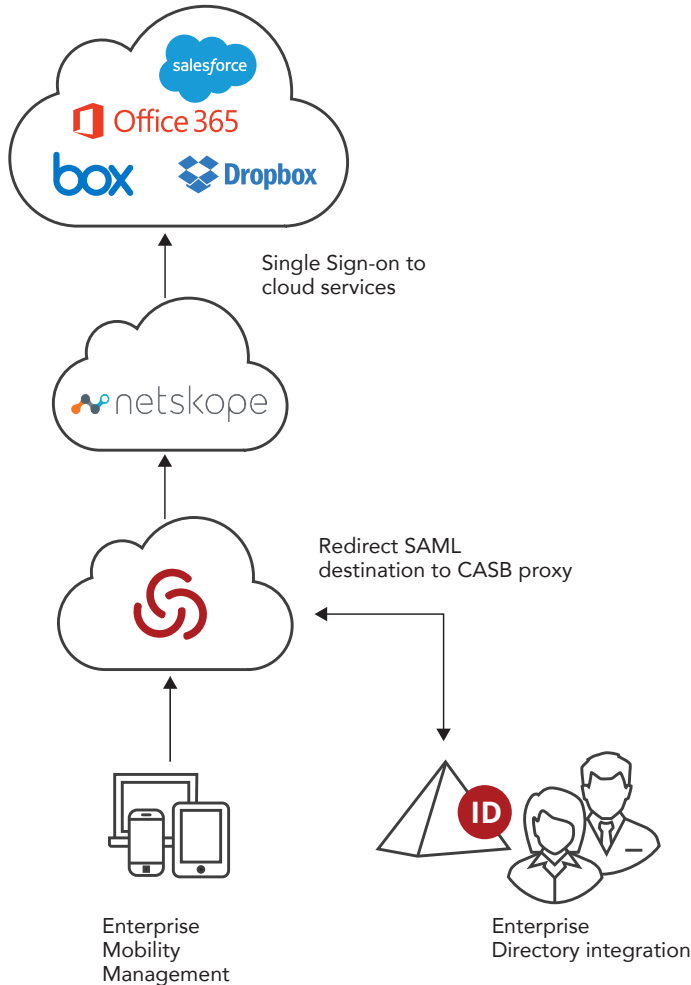 salesforce
Office 365
box
Dropbox
Single Sign-on to
cloud services
netskope
Redirect SAML
destination to CASB proxy
ID
Enterprise
Mobility
Management
Enterprise
Directory integration